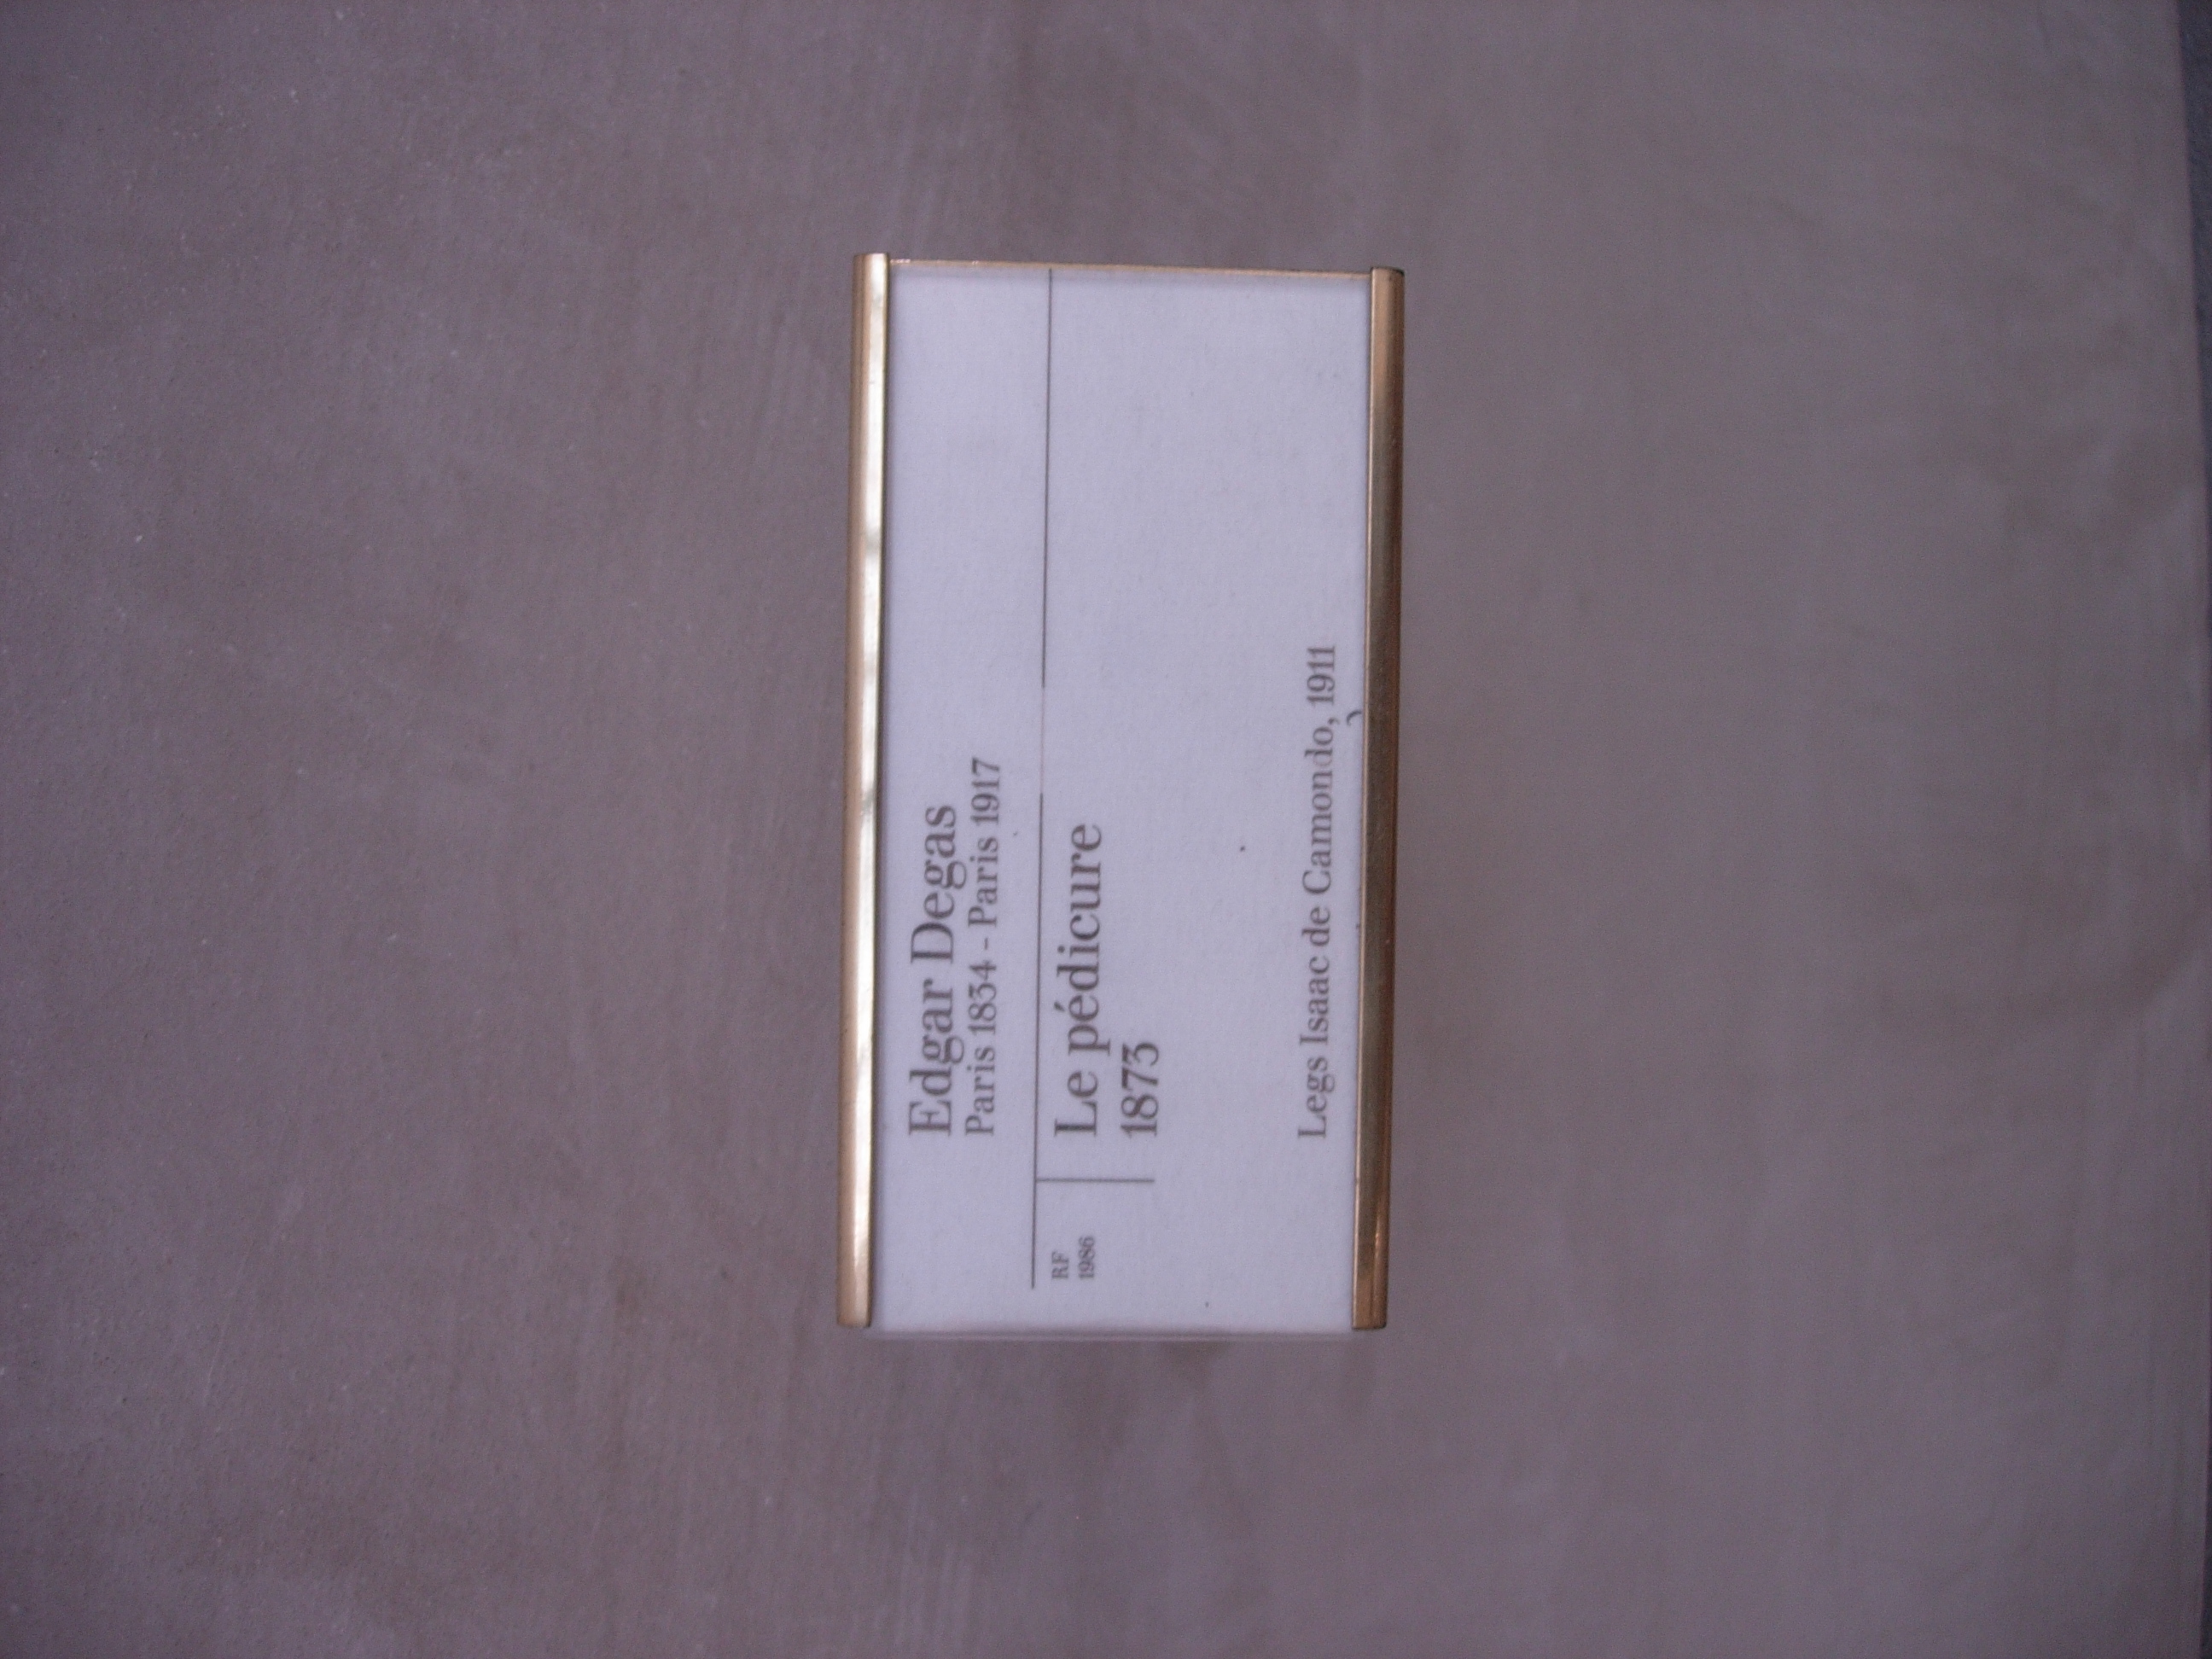 Edgar Degas
Paris 1834 - Paris 1917
RF
1986
Le pédicure
1873
Legs Isaac de Camondo, 1911